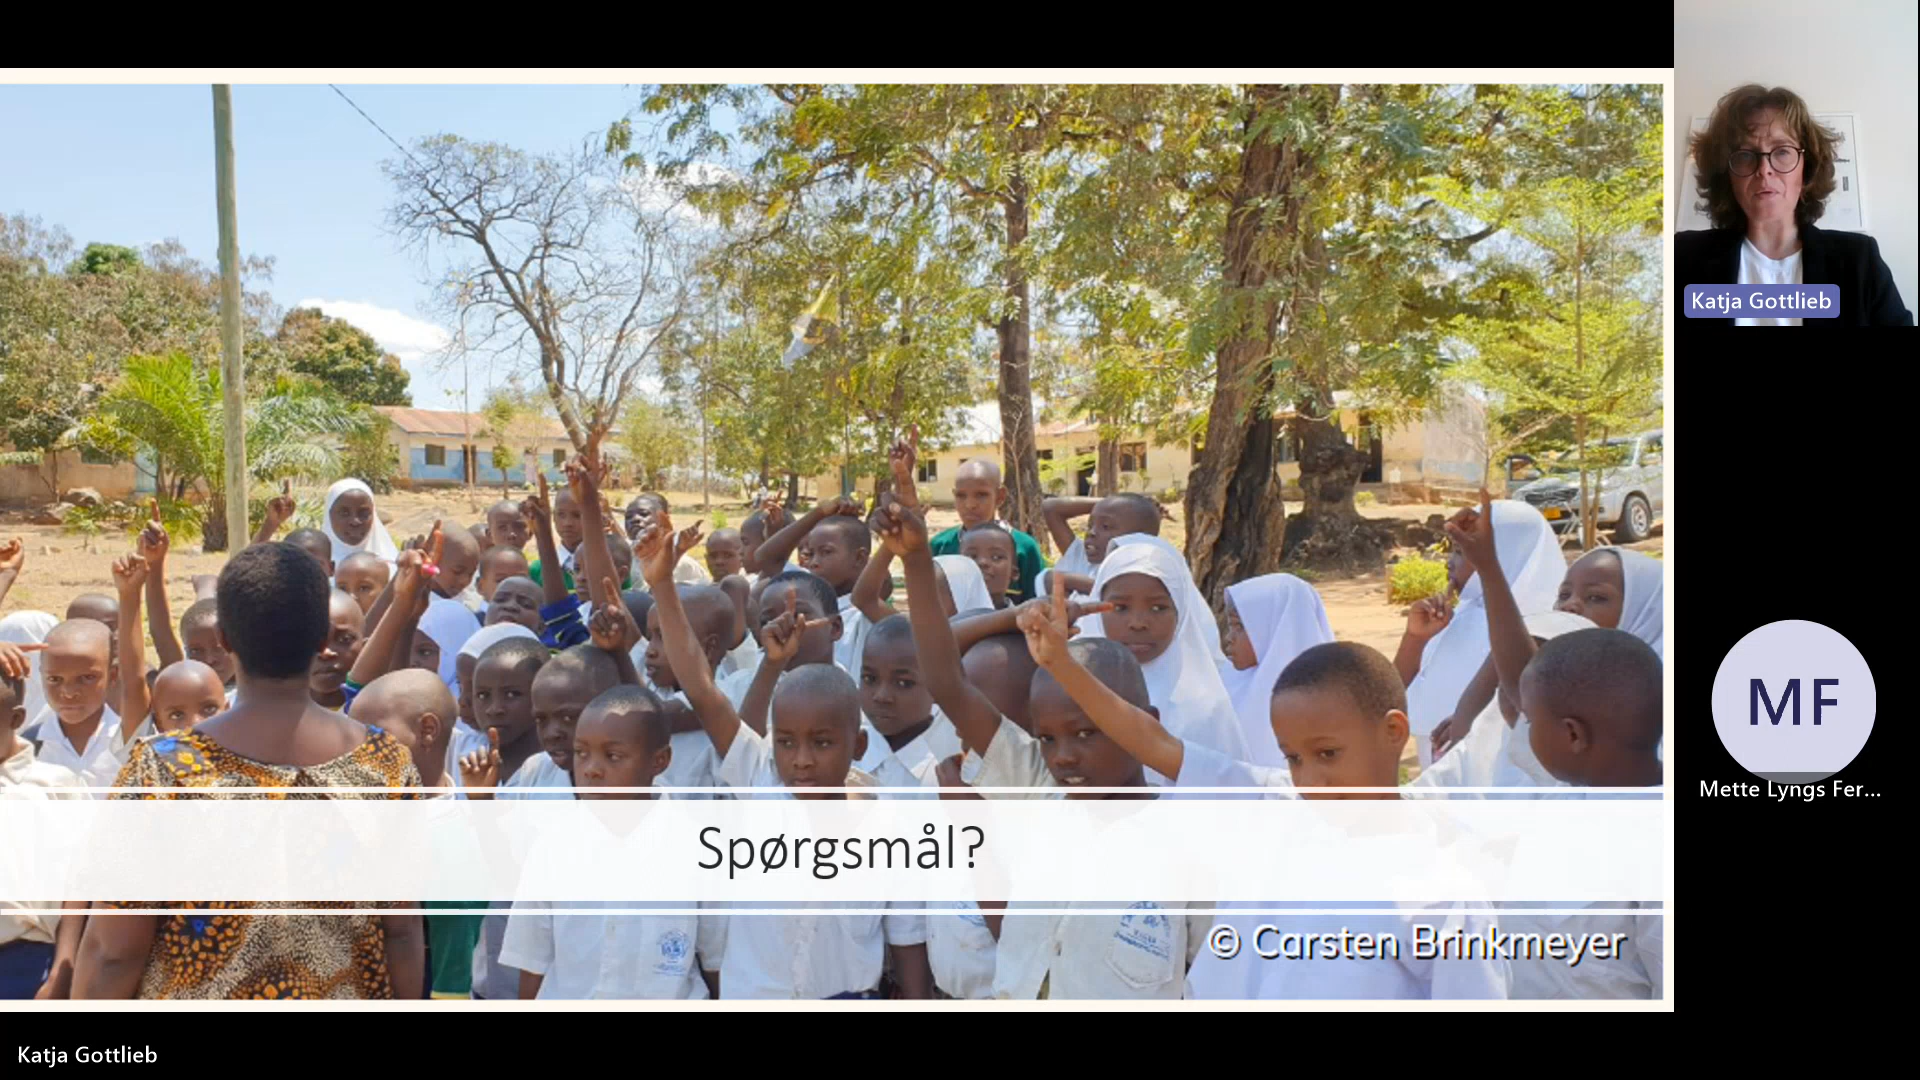 Spørgsmål?
© Carsten Brinkmeyer
Katja Gottlieb
MF
Mette Lyngs Fer...
Katja Gottlieb